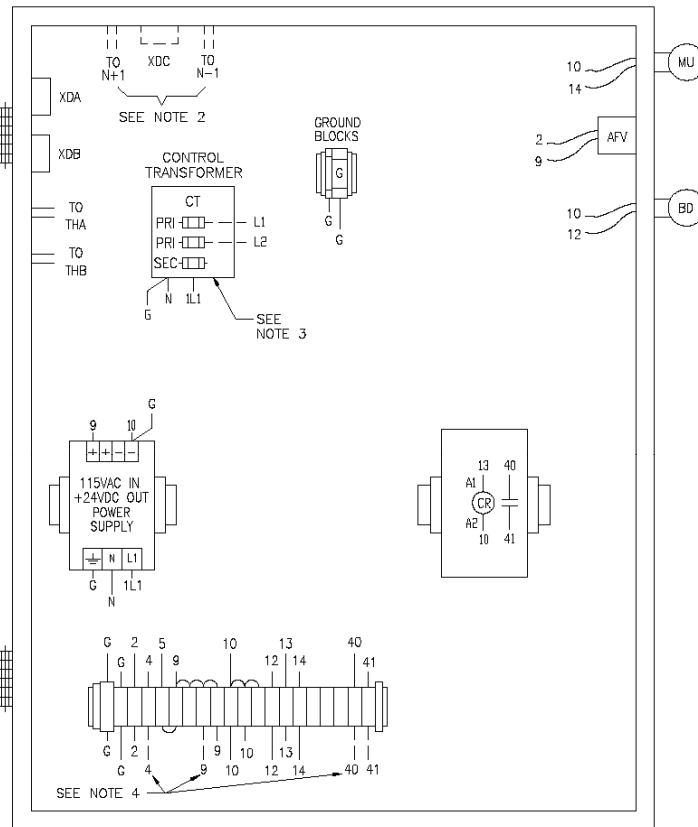 TO
N+1
XDC
TO
N-1
SEE NOTE 2
XDA
XDB
TO
THA
TO
THB
GROUND
BLOCKS
G
G
G
CONTROL
TRANSFORMER
CT
PRI
L1
PRI
L2
SEC
G
N
1L1
SEE
NOTE 3
10
14
MU
2
9
AFV
10
12
BD
9
10
G
+ + - -
115VAC IN
+24VDC OUT
POWER
SUPPLY
N
L1
G
N
1L1
13
40
A1
CR
A2
10
41
G
G
2
4
5
9
10
12
13
14
40
41
G
G
2
4
9
9
10
10
12
13
14
40
41
SEE NOTE 4